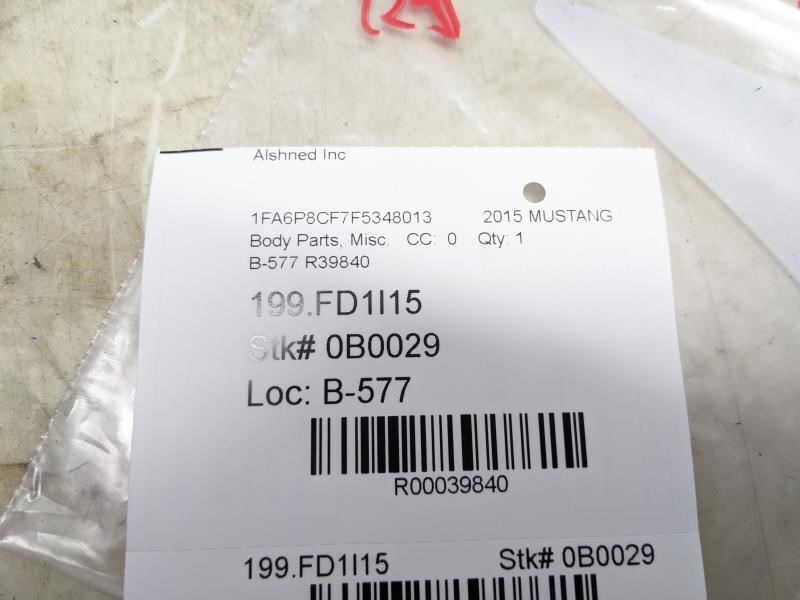 Alshned Inc
1FA6P8CF7F5348013 2015 MUSTANG
Body Parts, Misc. CC: 0 Qty: 1
B-577 R39840
199.FD1I15
Stk# 0B0029
Loc: B-577
R00039840
199.FD1I15 Stk# 0B0029